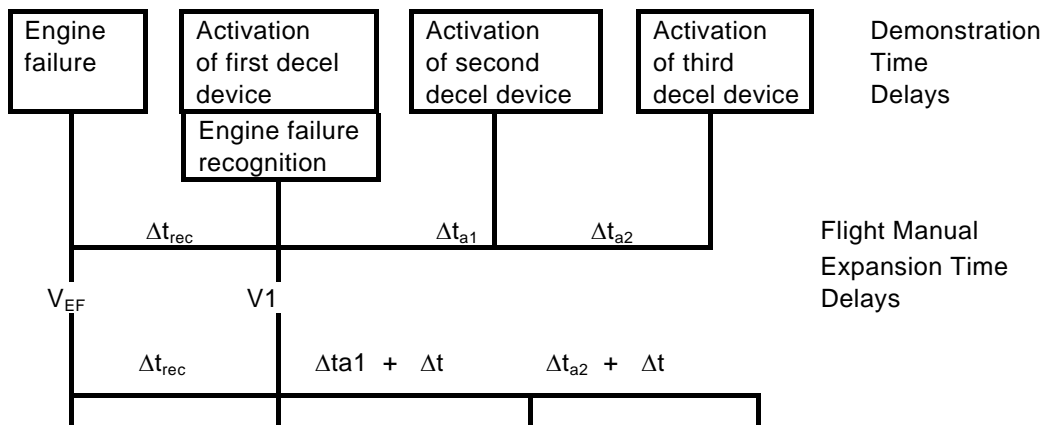 Engine failure
Activation of first decel device
Activation of second decel device
Activation of third decel device
Demonstration Time Delays
Engine failure recognition
Δt_rec Δt_a1 Δt_a2
Flight Manual Expansion Time Delays
V_EF V1
Δt_rec Δta1 + Δt Δt_a2 + Δt